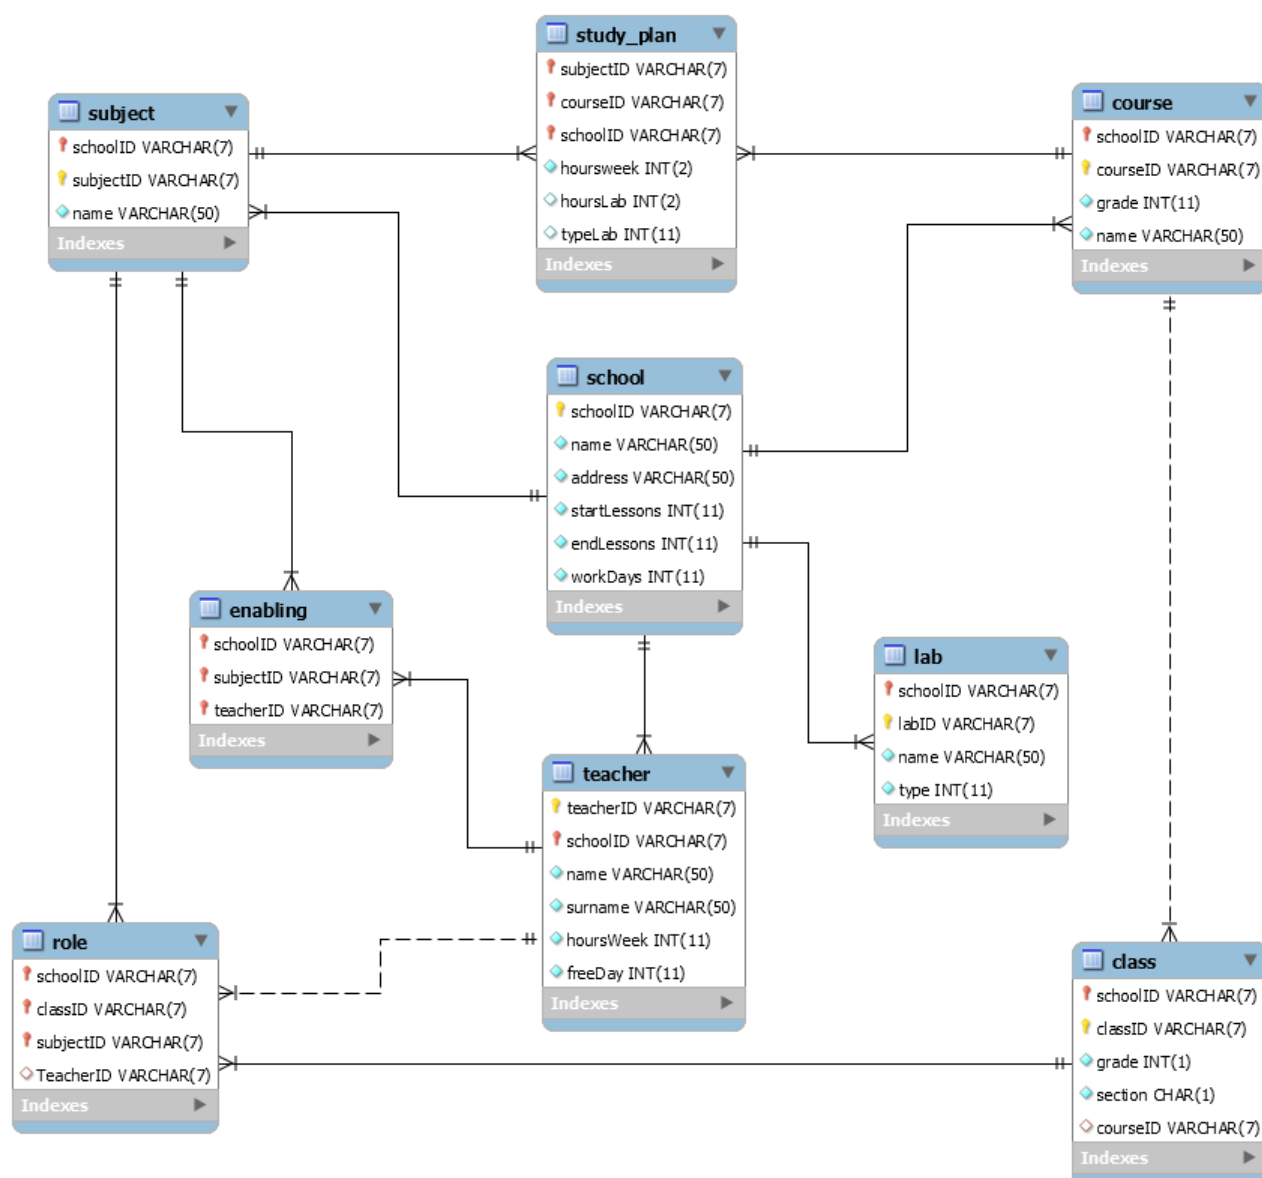 study_plan
subjectID VARCHAR(7)
courseID VARCHAR(7)
schoolID VARCHAR(7)
hoursweek INT(2)
hoursLab INT(2)
typeLab INT(11)
Indexes
subject
schoolID VARCHAR(7)
subjectID VARCHAR(7)
name VARCHAR(50)
Indexes
course
schoolID VARCHAR(7)
courseID VARCHAR(7)
grade INT(11)
name VARCHAR(50)
Indexes
school
schoolID VARCHAR(7)
name VARCHAR(50)
address VARCHAR(50)
startLessons INT(11)
endLessons INT(11)
workDays INT(11)
Indexes
enabling
schoolID VARCHAR(7)
subjectID VARCHAR(7)
teacherID VARCHAR(7)
Indexes
lab
schoolID VARCHAR(7)
labID VARCHAR(7)
name VARCHAR(50)
type INT(11)
Indexes
teacher
teacherID VARCHAR(7)
schoolID VARCHAR(7)
name VARCHAR(50)
surname VARCHAR(50)
hoursWeek INT(11)
freeDay INT(11)
Indexes
role
schoolID VARCHAR(7)
classID VARCHAR(7)
subjectID VARCHAR(7)
TeacherID VARCHAR(7)
Indexes
class
schoolID VARCHAR(7)
classID VARCHAR(7)
grade INT(1)
section CHAR(1)
courseID VARCHAR(7)
Indexes